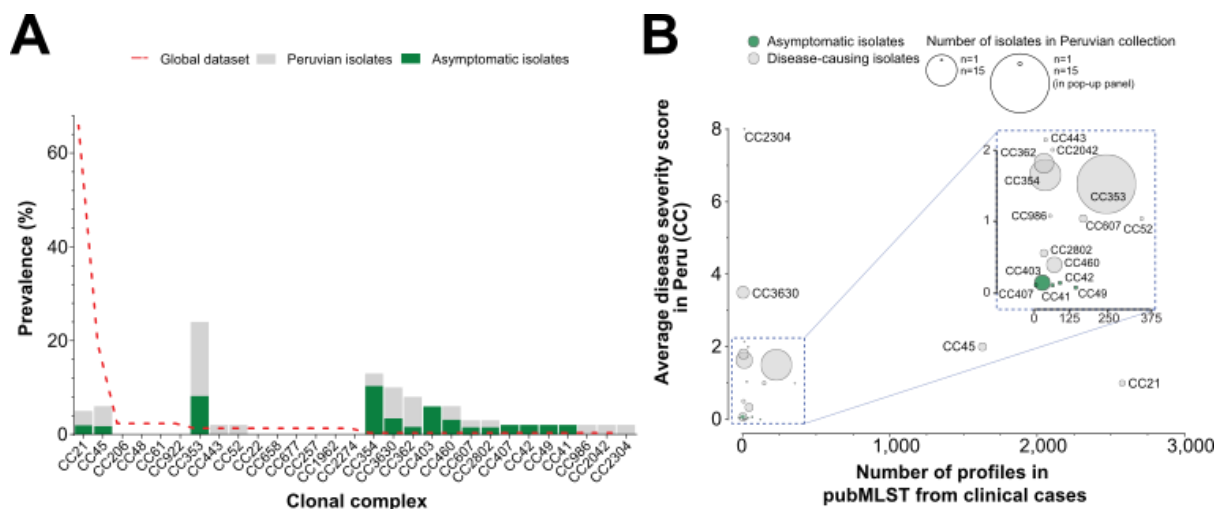 A
Global dataset
Peruvian isolates
Asymptomatic isolates
Prevalence (%)
60
40
20
0
CC21
CC45
CC206
CC48
CC81
CC922
CC353
CC443
CC52
CC22
CC658
CC677
CC257
CC1962
CC2274
CC354
CC3630
CC362
CC403
CC460
CC607
CC2802
CC407
CC42
CC49
CC41
CC986
CC2042
CC2304
Clonal complex
B
Asymptomatic isolates
Disease-causing isolates
Number of isolates in Peruvian collection
n=1
n=15
n=1
n=15
(in pop-up panel)
Average disease severity score
in Peru (CC)
8
6
4
2
0
CC2304
CC3630
CC45
CC21
2
1
0
CC443
CC2042
CC362
CC354
CC353
CC986
CC607
CC52
CC2802
CC460
CC403
CC42
CC407
CC41
CC49
0
125
250
375
0
1,000
2,000
3,000
Number of profiles in
pubMLST from clinical cases